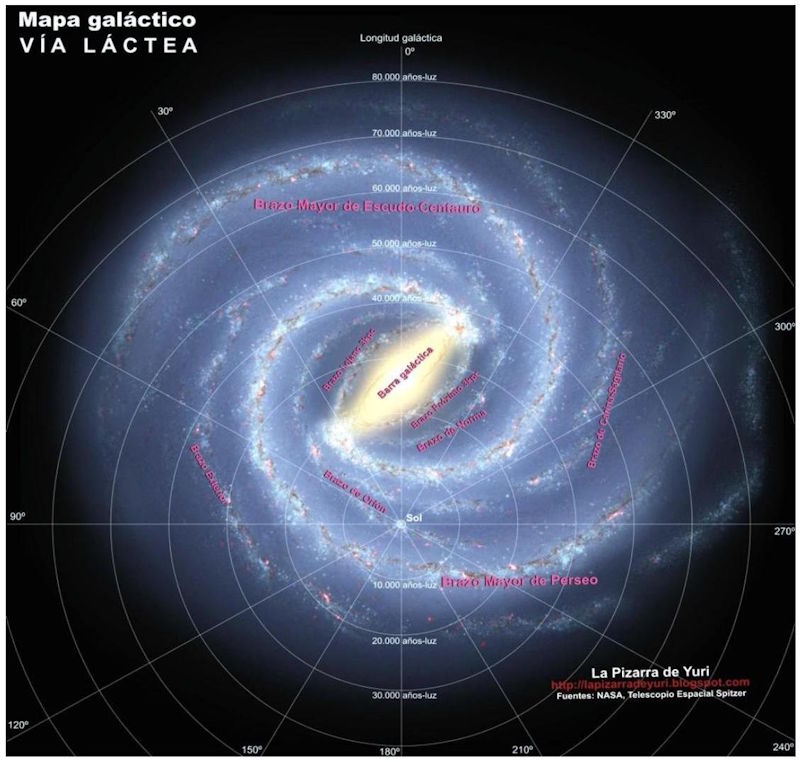 Mapa galáctico
VÍA LÁCTEA
Longitud galáctica
0º
80.000 años-luz
30º
330º
70.000 años-luz
60.000 años-luz
Brazo Mayor de Escudo-Centauro
50.000 años-luz
40.000 años-luz
60º
300º
Brazo Lejano 3kpc
Barra galáctica
Brazo Próximo 3kpc
Brazo de Norma
Brazo de Carina-Sagitario
Brazo Exterior
Brazo de Orión
Sol
90º
270º
10.000 años-luz
Brazo Mayor de Perseo
20.000 años-luz
30.000 años-luz
La Pizarra de Yuri
http://lapizarradeyuri.blogspot.com
Fuentes: NASA, Telescopio Espacial Spitzer
120º
150º
180º
210º
240º